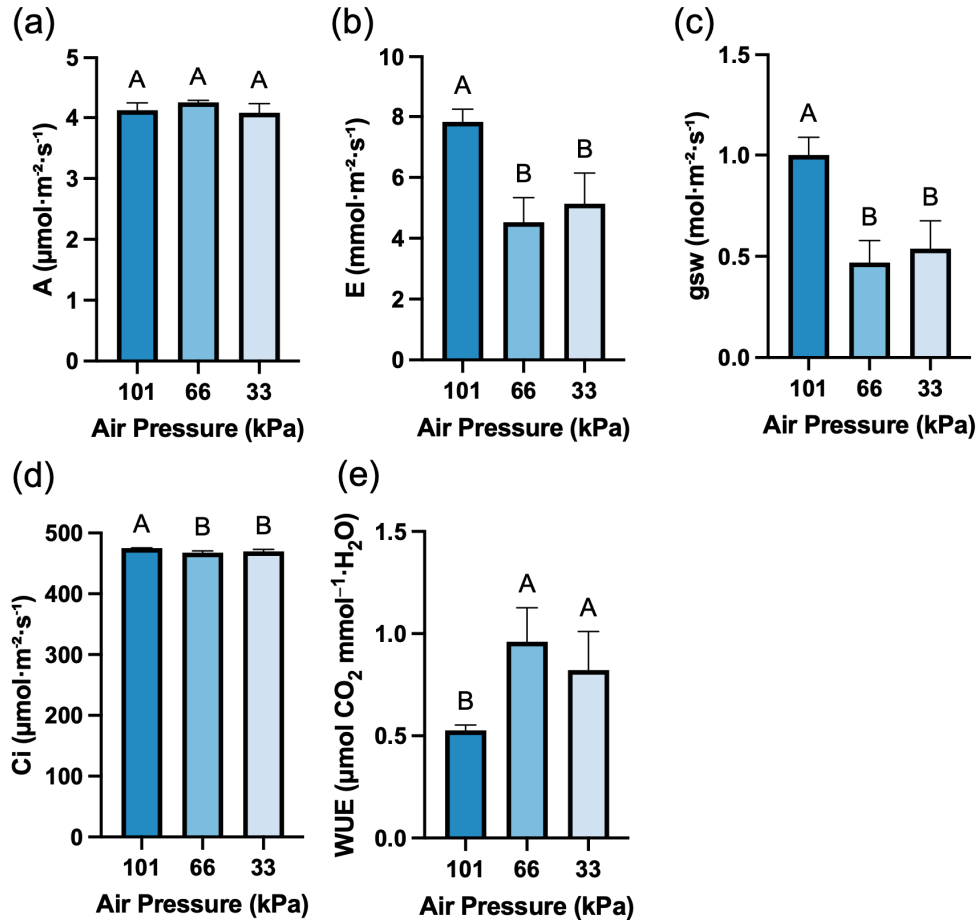 (a)
A (µmol·m⁻²·s⁻¹)
5
4
3
2
1
0
A
A
A
101
66
33
Air Pressure (kPa)
(b)
E (mmol·m⁻²·s⁻¹)
10
8
6
4
2
0
A
B
B
101
66
33
Air Pressure (kPa)
(c)
gsw (mol·m⁻²·s⁻¹)
1.5
1.0
0.5
0.0
A
B
B
101
66
33
Air Pressure (kPa)
(d)
Ci (µmol·m⁻²·s⁻¹)
500
400
300
200
100
0
A
B
B
101
66
33
Air Pressure (kPa)
(e)
WUE (µmol CO₂ mmol⁻¹·H₂O)
1.5
1.0
0.5
0.0
B
A
A
101
66
33
Air Pressure (kPa)